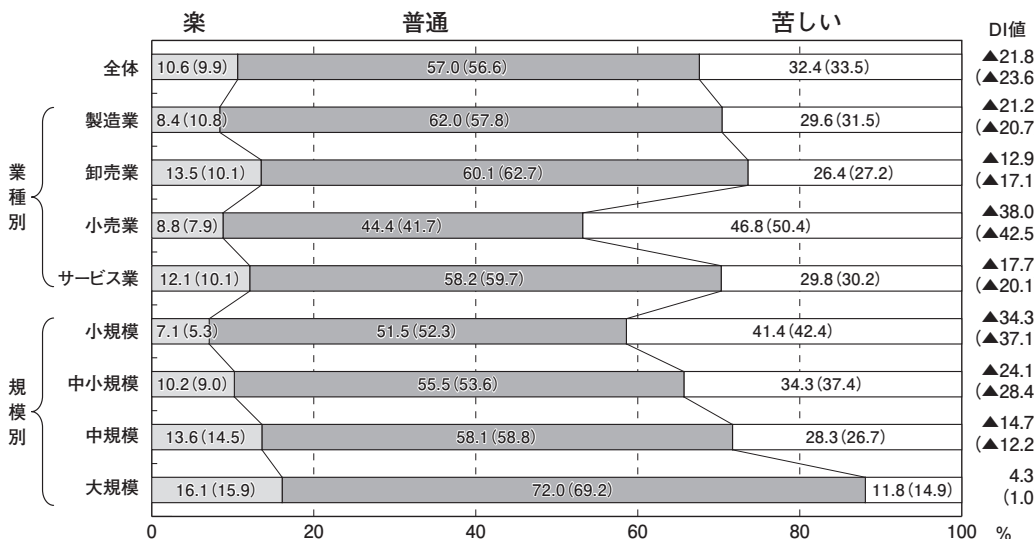 楽 普通 苦しい DI値
全体 10.6(9.9) 57.0(56.6) 32.4(33.5) ▲21.8
(▲23.6
業種別
製造業 8.4(10.8) 62.0(57.8) 29.6(31.5) ▲21.2
(▲20.7
卸売業 13.5(10.1) 60.1(62.7) 26.4(27.2) ▲12.9
(▲17.1
小売業 8.8(7.9) 44.4(41.7) 46.8(50.4) ▲38.0
(▲42.5
サービス業 12.1(10.1) 58.2(59.7) 29.8(30.2) ▲17.7
(▲20.1
規模別
小規模 7.1(5.3) 51.5(52.3) 41.4(42.4) ▲34.3
(▲37.1
中小規模 10.2(9.0) 55.5(53.6) 34.3(37.4) ▲24.1
(▲28.4
中規模 13.6(14.5) 58.1(58.8) 28.3(26.7) ▲14.7
(▲12.2
大規模 16.1(15.9) 72.0(69.2) 11.8(14.9) 4.3
(1.0
0 20 40 60 80 100 %